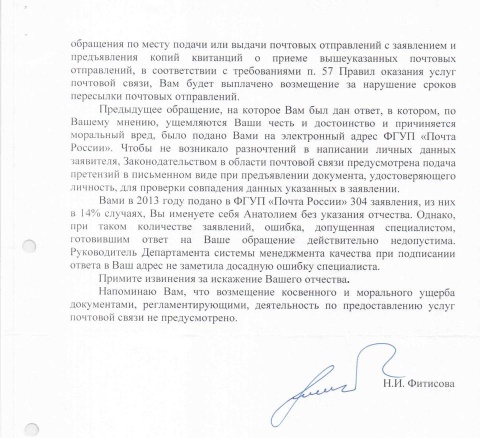 обращения по месту подачи или выдачи почтовых отправлений с заявлением и
предъявления копий квитанций о приеме вышеуказанных почтовых
отправлений, в соответствии с требованиями п. 57 Правил оказания услуг
почтовой связи, Вам будет выплачено возмещение за нарушение сроков
пересылки почтовых отправлений.
Предыдущее обращение, на которое Вам был дан ответ, в котором, по
Вашему мнению, ущемляются Ваши честь и достоинство и причиняется
моральный вред, было подано Вами на электронный адрес ФГУП «Почта
России». Чтобы не возникало разночтений в написании личных данных
заявителя, Законодательством в области почтовой связи предусмотрена подача
претензий в письменном виде при предъявлении документа, удостоверяющего
личность, для проверки совпадения данных указанных в заявлении.
Вами в 2013 году подано в ФГУП «Почта России» 304 заявления, из них
в 14% случаях, Вы именуете себя Анатолием без указания отчества. Однако,
при таком количестве заявлений, ошибка, допущенная специалистом,
готовившим ответ на Ваше обращение действительно недопустима.
Руководитель Департамента системы менеджмента качества при подписании
ответа в Ваш адрес не заметила досадную ошибку специалиста.
Примите извинения за искажение Вашего отчества.
Напоминаю Вам, что возмещение косвенного и морального ущерба
документами, регламентирующими, деятельность по предоставлению услуг
почтовой связи не предусмотрено.
Н.И. Фитисова